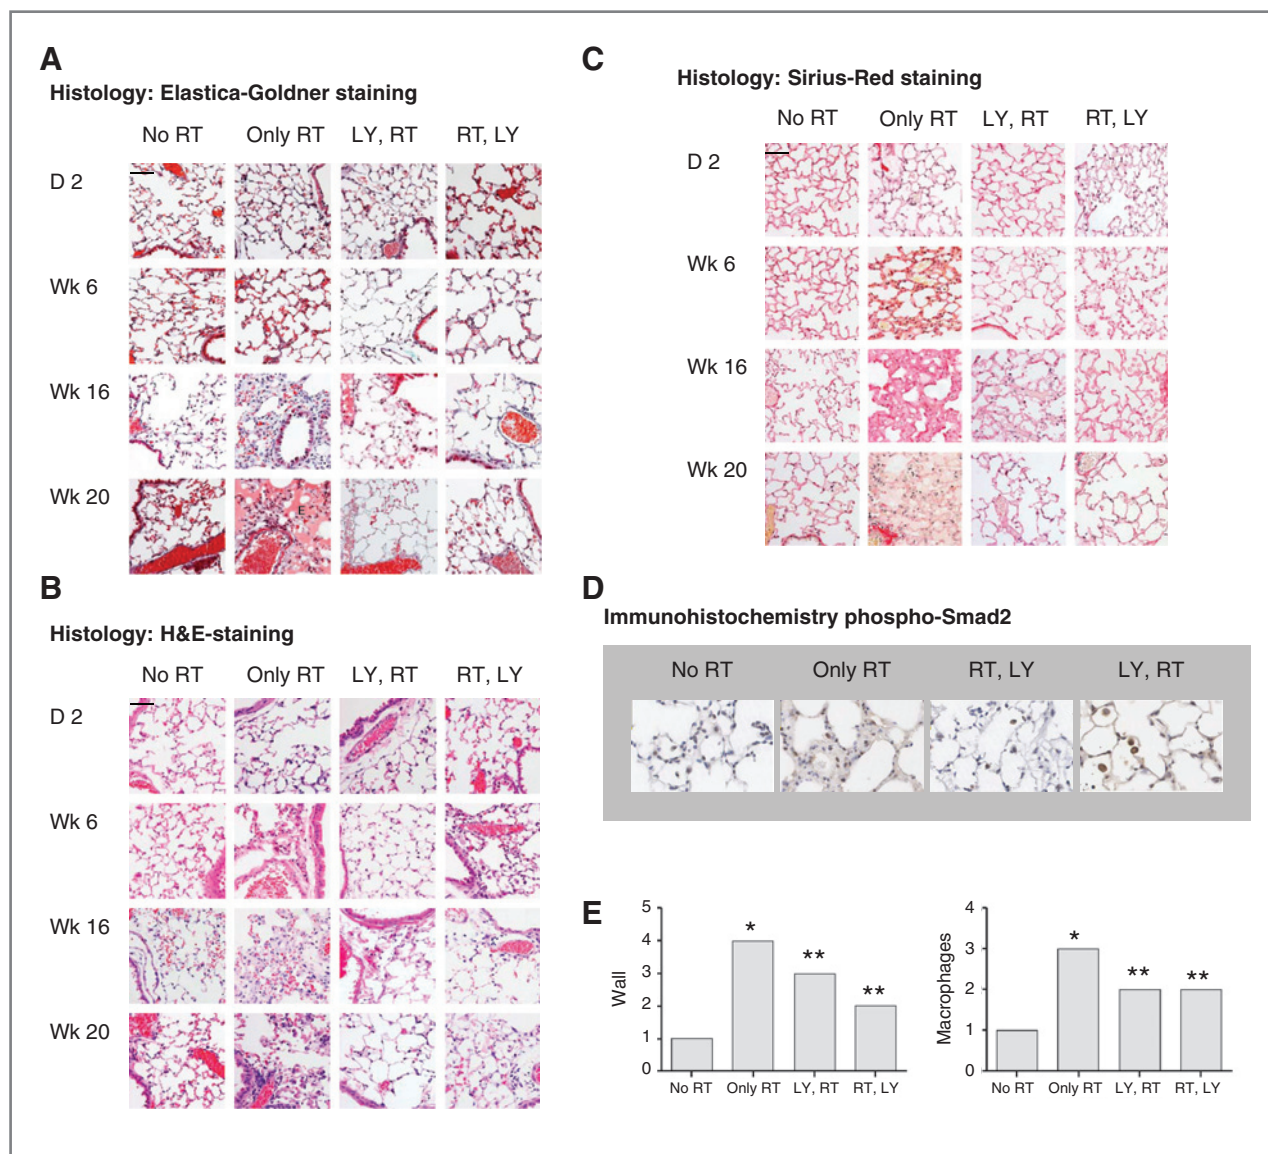 A
Histology: Elastica-Goldner staining
No RT Only RT LY, RT RT, LY
D 2
Wk 6
Wk 16
Wk 20
E
B
Histology: H&E-staining
No RT Only RT LY, RT RT, LY
D 2
Wk 6
Wk 16
Wk 20
C
Histology: Sirius-Red staining
No RT Only RT LY, RT RT, LY
D 2
Wk 6
Wk 16
Wk 20
D
Immunohistochemistry phospho-Smad2
No RT Only RT RT, LY LY, RT
E
Wall
5
4
3
2
1
0
* ** **
No RT Only RT LY, RT RT, LY
Macrophages
4
3
2
1
0
* ** **
No RT Only RT LY, RT RT, LY